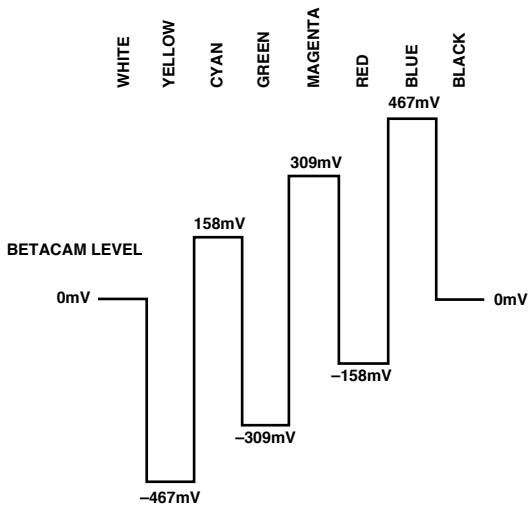 WHITE
YELLOW
CYAN
GREEN
MAGENTA
RED
BLUE
BLACK
467mV
309mV
158mV
BETACAM LEVEL
0mV
0mV
–158mV
–309mV
–467mV